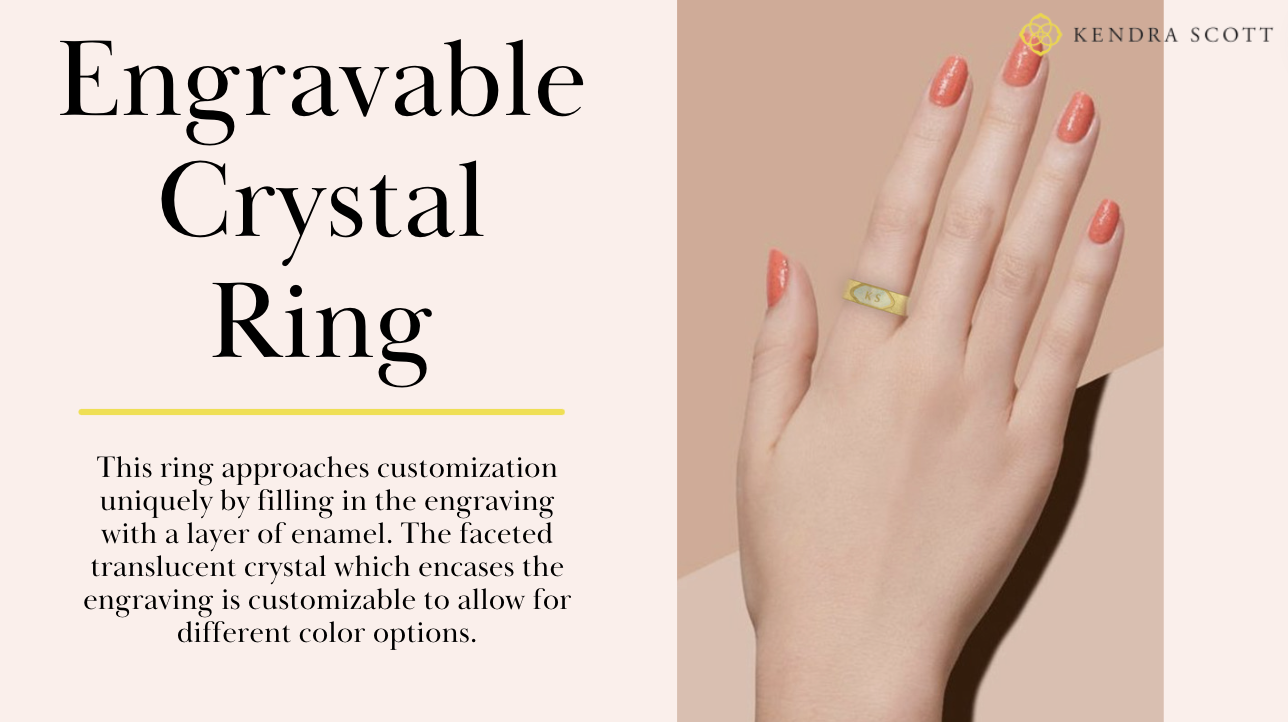 KENDRA SCOTT
Engravable
Crystal
Ring
This ring approaches customization
uniquely by filling in the engraving
with a layer of enamel. The faceted
translucent crystal which encases the
engraving is customizable to allow for
different color options.
KS